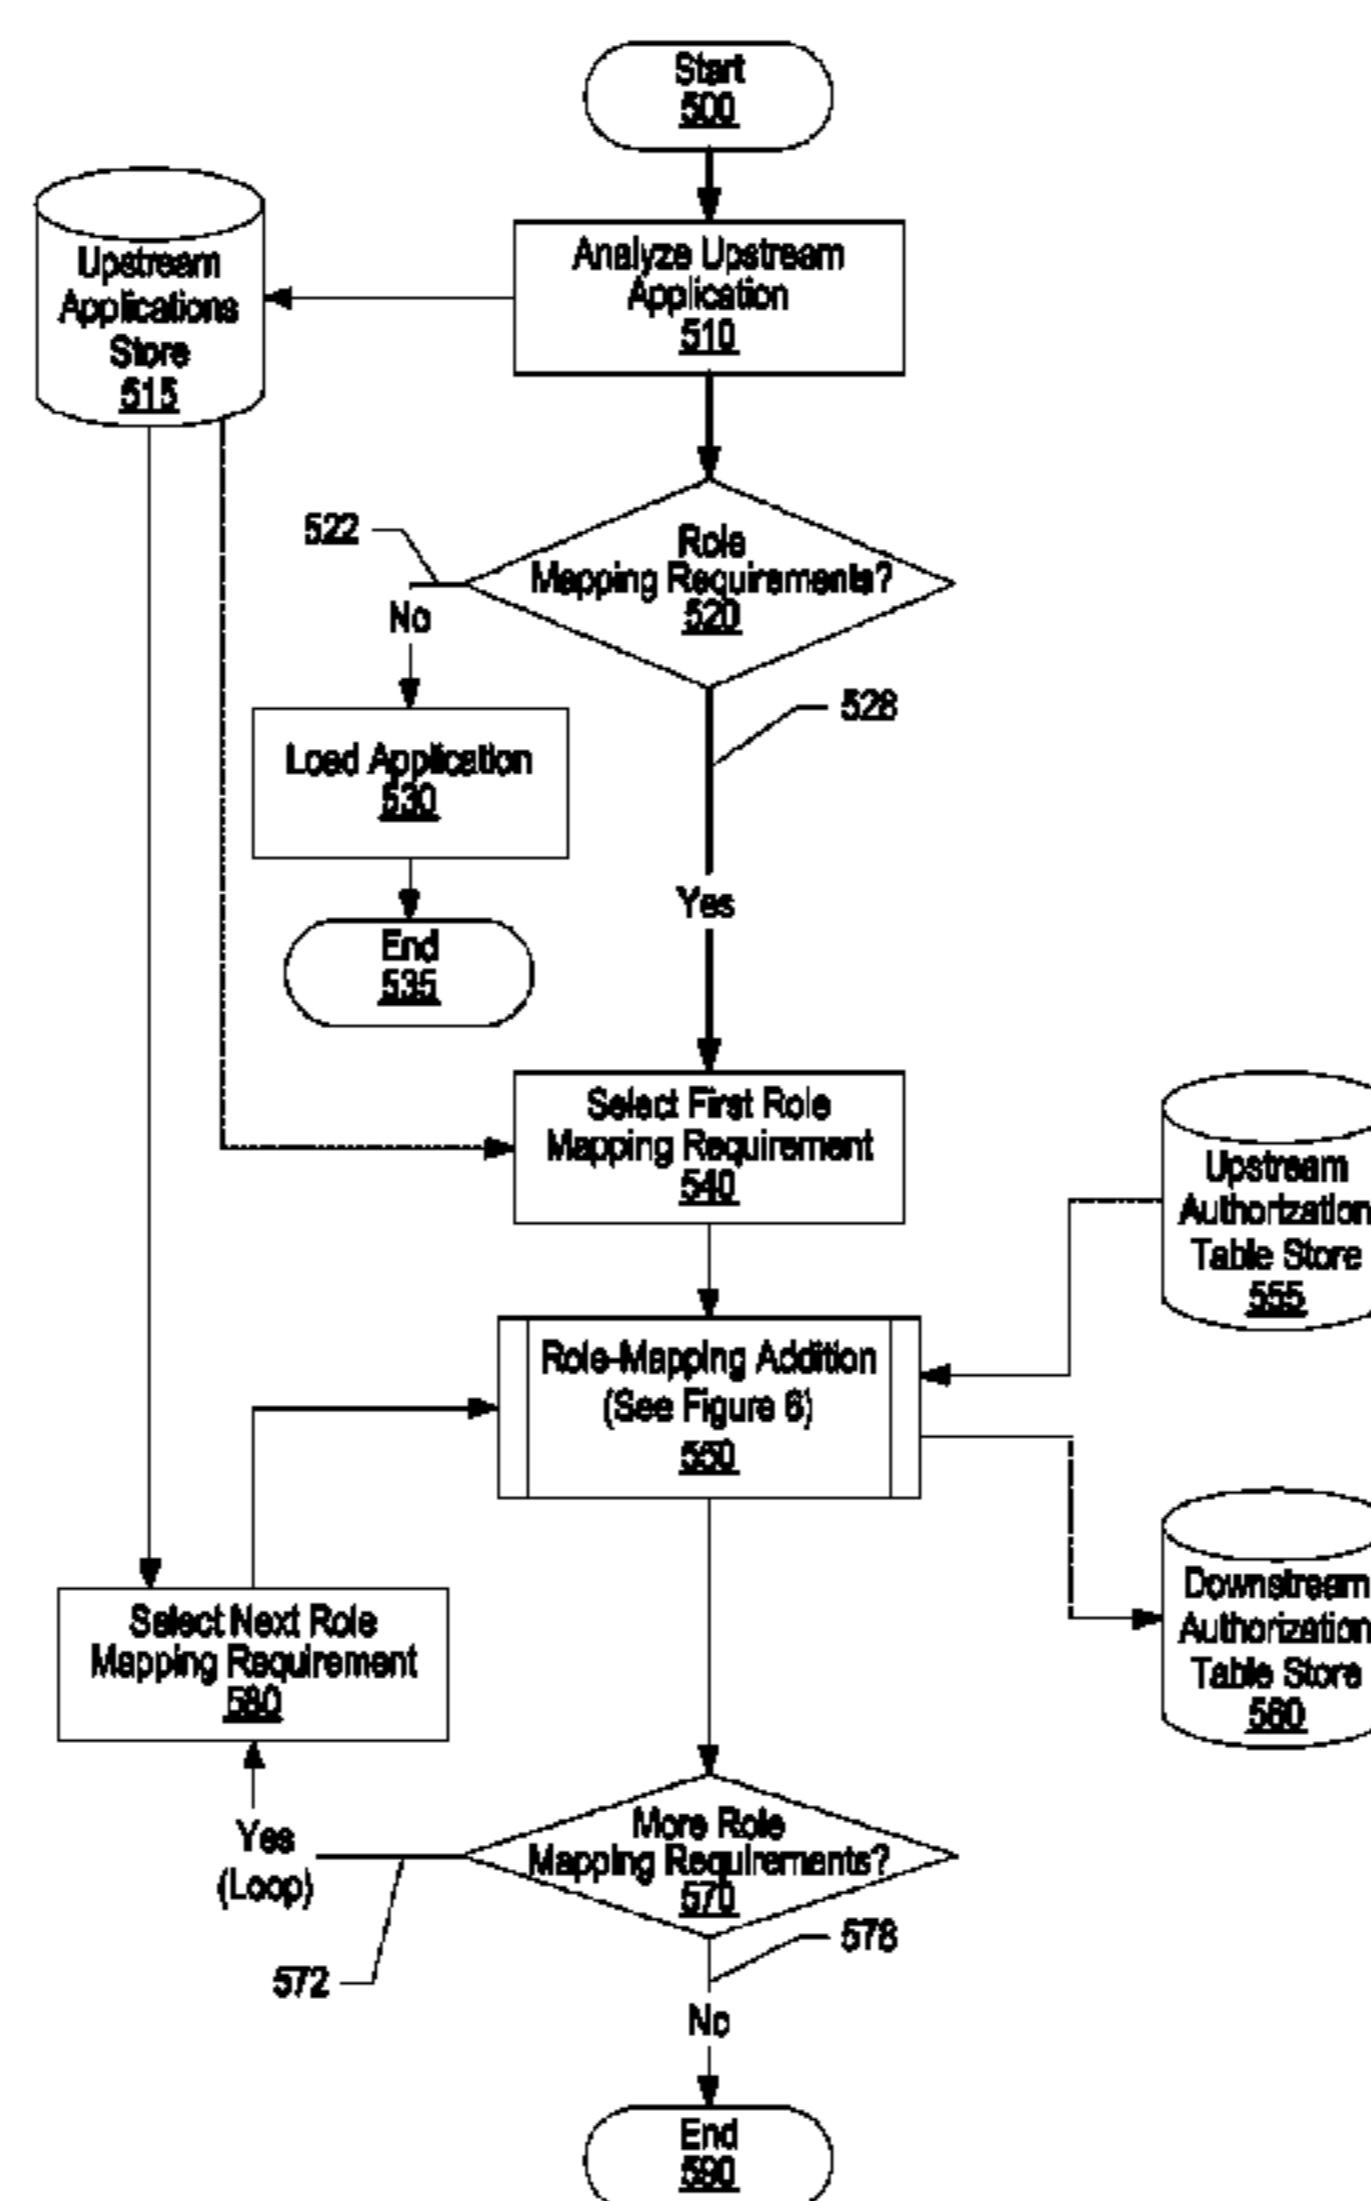 Start
500
Upstream
Applications
Store
515
Analyze Upstream
Application
510
522
Role
Mapping Requirements?
520
No
528
Load Application
530
Yes
End
535
Select First Role
Mapping Requirement
540
Upstream
Authorization
Table Store
555
Role-Mapping Addition
(See Figure 6)
550
Downstream
Authorization
Table Store
560
Select Next Role
Mapping Requirement
580
Yes
(Loop)
More Role
Mapping Requirements?
570
572
578
No
End
590